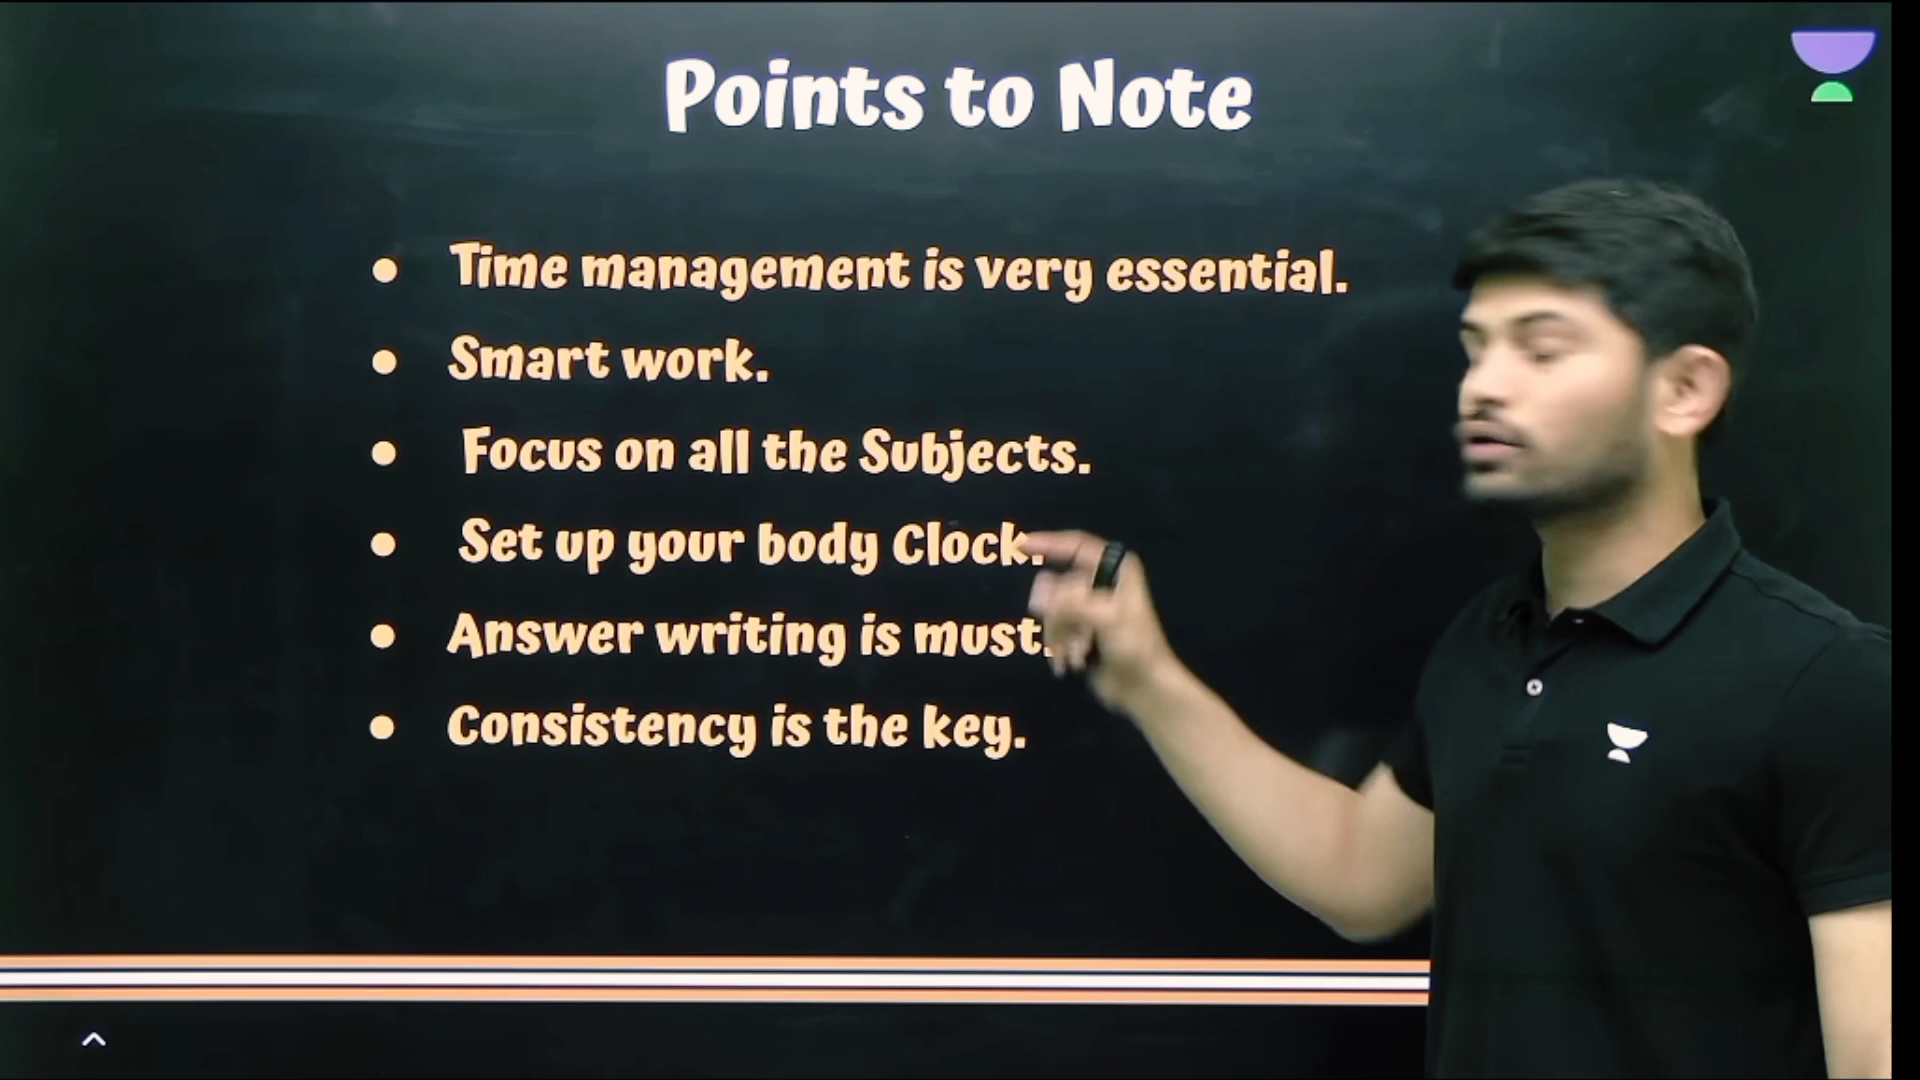 Points to Note
Time management is very essential.
Smart work.
Focus on all the Subjects.
Set up your body Clock.
Answer writing is must.
Consistency is the key.